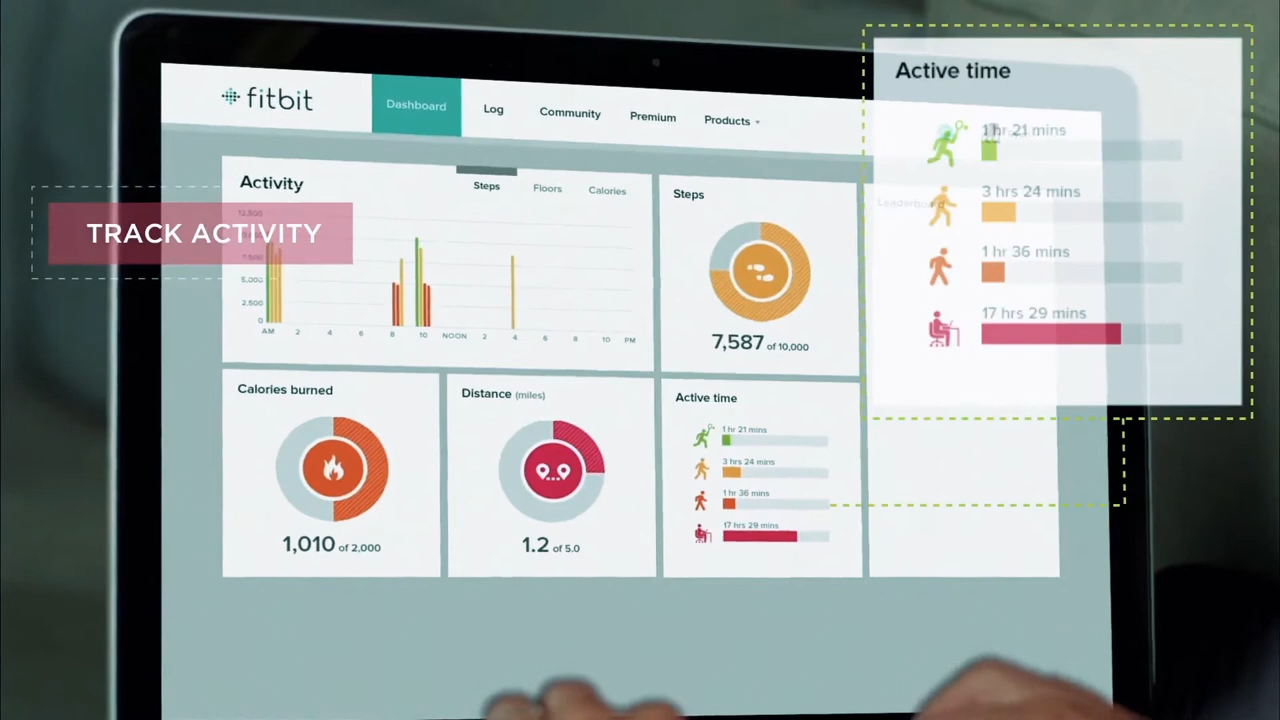 fitbit
Dashboard
Log
Community
Premium
Products
TRACK ACTIVITY
Activity
Steps
Floors
Calories
12,500
5,000
2,500
0
AM 2 4 6 8 10 NOON 2 4 6 8 10 PM
Steps
7,587 of 10,000
Leaderboard
Calories burned
1,010 of 2,000
Distance (miles)
1.2 of 5.0
Active time
1 hr 21 mins
3 hrs 24 mins
1 hr 36 mins
17 hrs 29 mins
Active time
1 hr 21 mins
3 hrs 24 mins
1 hr 36 mins
17 hrs 29 mins